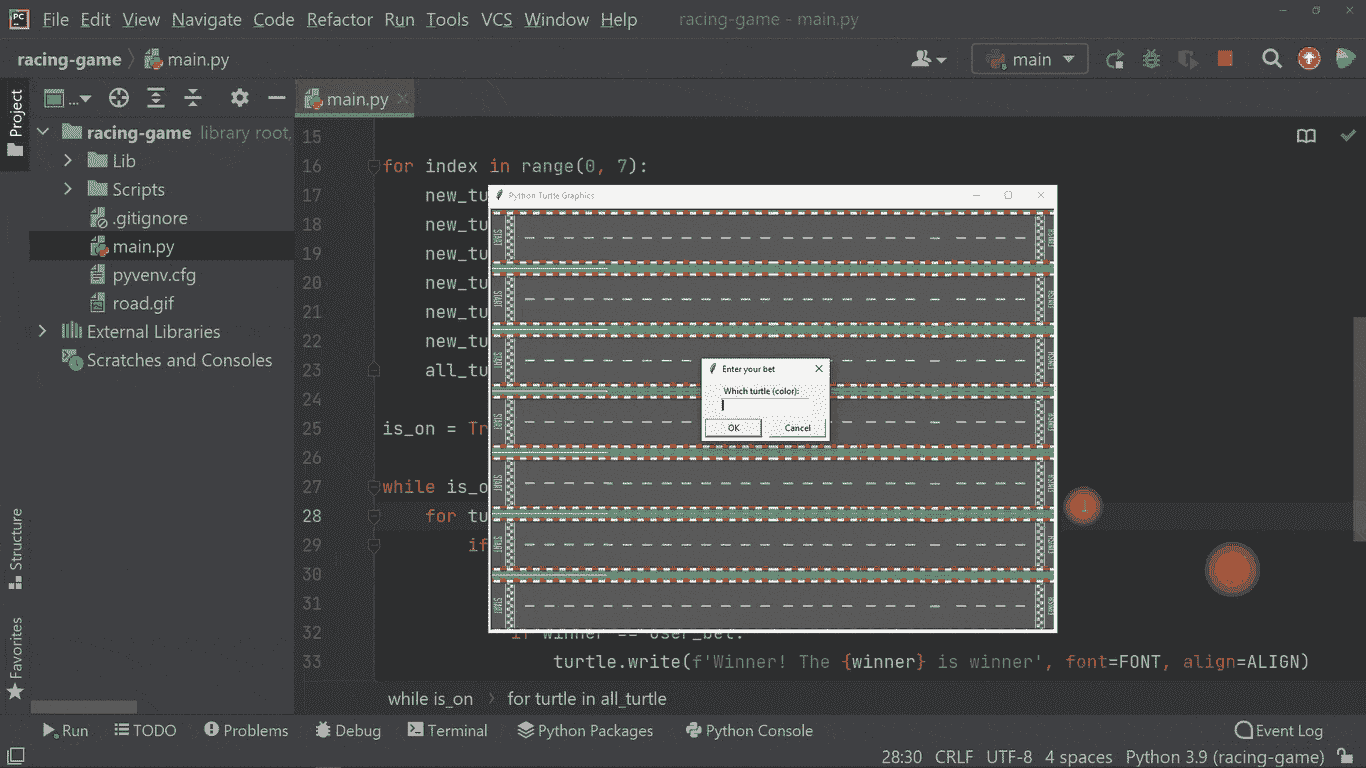 PC File Edit View Navigate Code Refactor Run Tools VCS Window Help racing-game - main.py
racing-game main.py main
Project ... main.py
racing-game library root,
Lib
Scripts
.gitignore
main.py
pyvenv.cfg
road.gif
External Libraries
Scratches and Consoles
Structure
Favorites
15
16 for index in range(0, 7):
17 new_tu
18 new_tu
19 new_tu
20 new_tu
21 new_tu
22 new_tu
23 all_tu
24
25 is_on = Tr
26
27 while is_o
28 for tu
29 if
30
31
32 if winner == user_bet:
33 turtle.write(f'Winner! The {winner} is winner', font=FONT, align=ALIGN)
Python Turtle Graphics
START
START
START
START
START
START
START
Enter your bet
Which turtle (color):
OK Cancel
1
while is_on for turtle in all_turtle
Run TODO Problems Debug Terminal Python Packages Python Console Event Log
28:30 CRLF UTF-8 4 spaces Python 3.9 (racing-game)